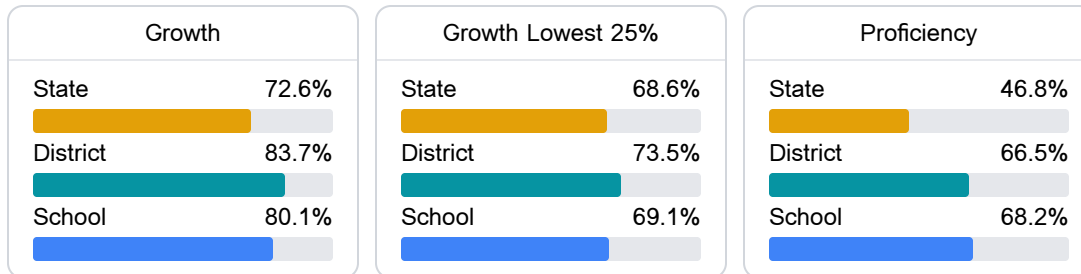 Growth
State 72.6%
District 83.7%
School 80.1%
Growth Lowest 25%
State 68.6%
District 73.5%
School 69.1%
Proficiency
State 46.8%
District 66.5%
School 68.2%